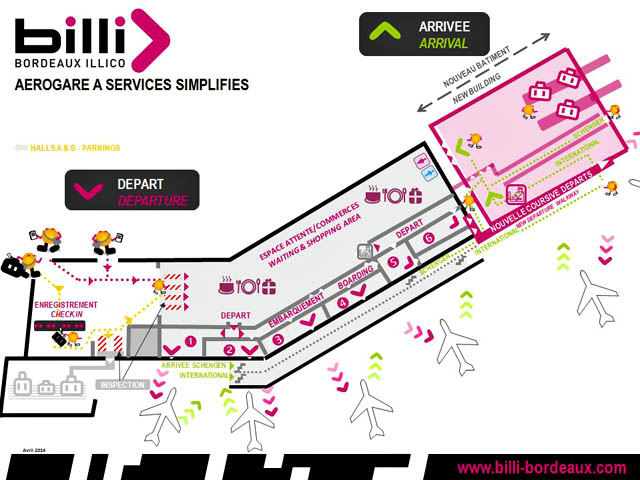 billi
BORDEAUX ILLICO
AEROGARE A SERVICES SIMPLIFIES
ARRIVEE
ARRIVAL
NOUVEAU BATIMENT
NEW BUILDING
HALLS A & B - PARKINGS
DEPART
DEPARTURE
SCHENGEN
INTERNATIONAL
ESPACE ATTENTE/COMMERCES
WAITING & SHOPPING AREA
NOUVELLE COURSIVE DEPARTS
NEW DEPARTURE WALKWAY
DEPART
6
5
SCHENGEN
INTERNATIONAL
BOARDING
EMBARQUEMENT
4
3
ENREGISTREMENT
CHECK IN
DEPART
1
2
ARRIVEE SCHENGEN
INTERNATIONAL
INSPECTION
Avril 2014
www.billi-bordeaux.com